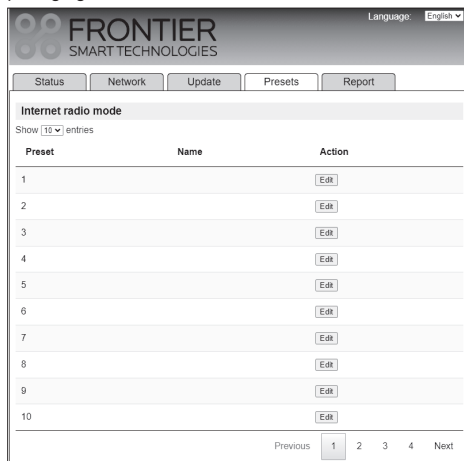 Language: English
FRONTIER
SMART TECHNOLOGIES
Status Network Update Presets Report
Internet radio mode
Show 10 entries
Preset Name Action
1 Edit
2 Edit
3 Edit
4 Edit
5 Edit
6 Edit
7 Edit
8 Edit
9 Edit
10 Edit
Previous 1 2 3 4 Next